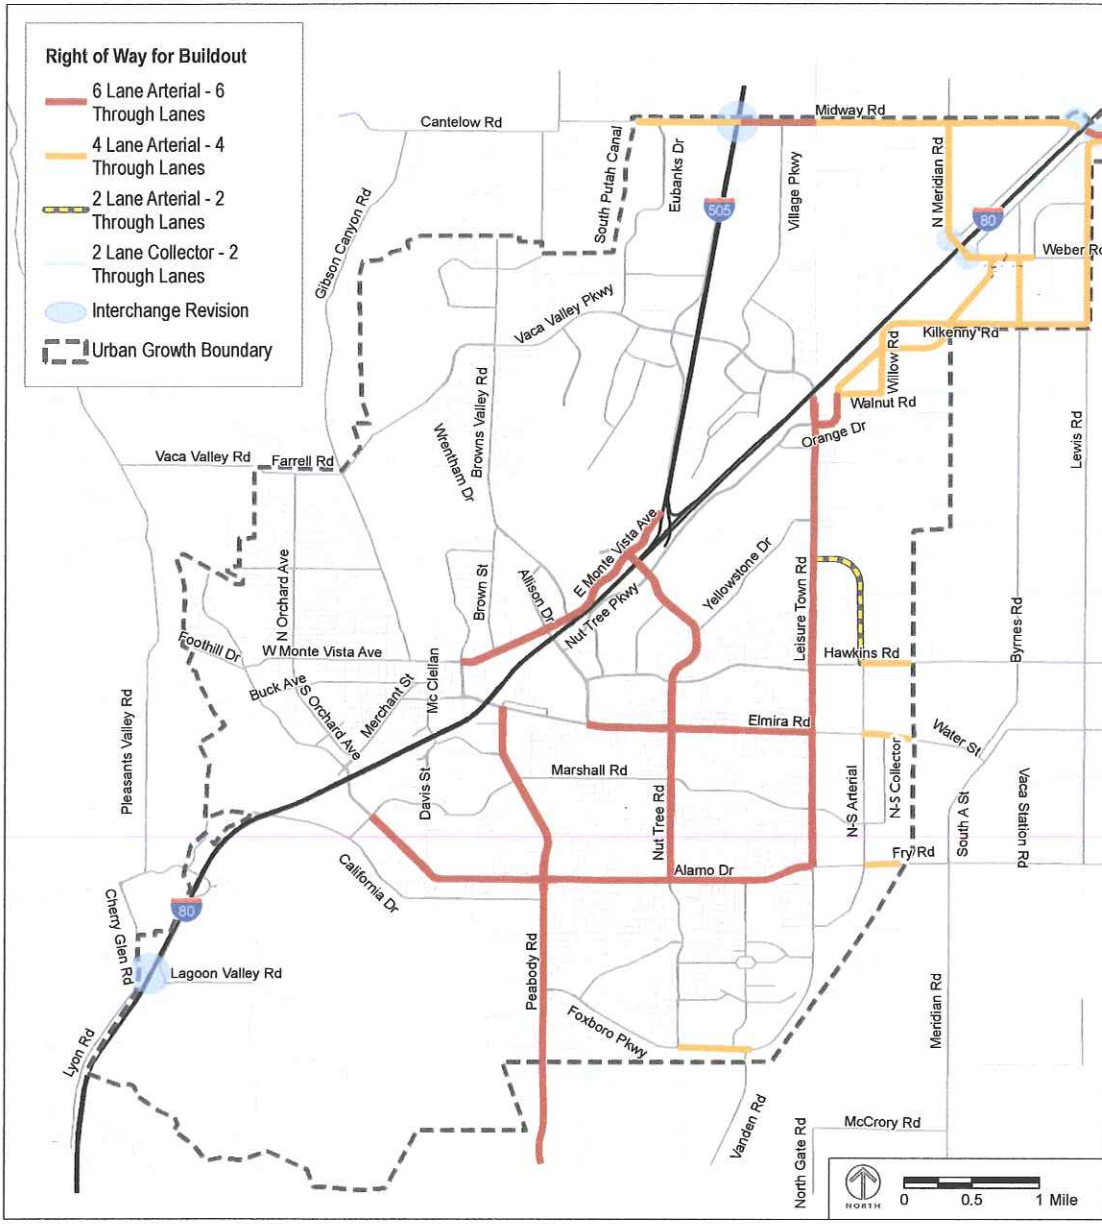 Right of Way for Buildout
6 Lane Arterial - 6
Through Lanes
4 Lane Arterial - 4
Through Lanes
2 Lane Arterial - 2
Through Lanes
2 Lane Collector - 2
Through Lanes
Interchange Revision
Urban Growth Boundary
Cantelow Rd
Midway Rd
Gibson Canyon Rd
South Putah Canal
Eubanks Dr
505
Village Pkwy
N Meridian Rd
80
Weber Rd
Vaca Valley Pkwy
Kilkenny Rd
Willow Rd
Walnut Rd
Orange Dr
Browns Valley Rd
Wrentham Dr
Lewis Rd
Vaca Valley Rd
Farrell Rd
E Monte Vista Ave
Yellowstone Dr
Allison Dr
Nut Tree Pkwy
Brown St
N Orchard Ave
Leisure Town Rd
Byrnes Rd
Foothill Dr
W Monte Vista Ave
Hawkins Rd
Buck Ave
S Orchard Ave
Merchant St
Mc Clellan
Elmira Rd
Water St
Pleasants Valley Rd
Davis St
Marshall Rd
N-S Arterial
N-S Collector
South A St
Vaca Station Rd
Nut Tree Rd
Alamo Dr
Fry Rd
California Dr
Cherry Glen Rd
80
Lagoon Valley Rd
Peabody Rd
Foxboro Pkwy
Meridian Rd
Lyon Rd
Vanden Rd
North Gate Rd
McCrory Rd
NORTH
0 0.5 1 Mile